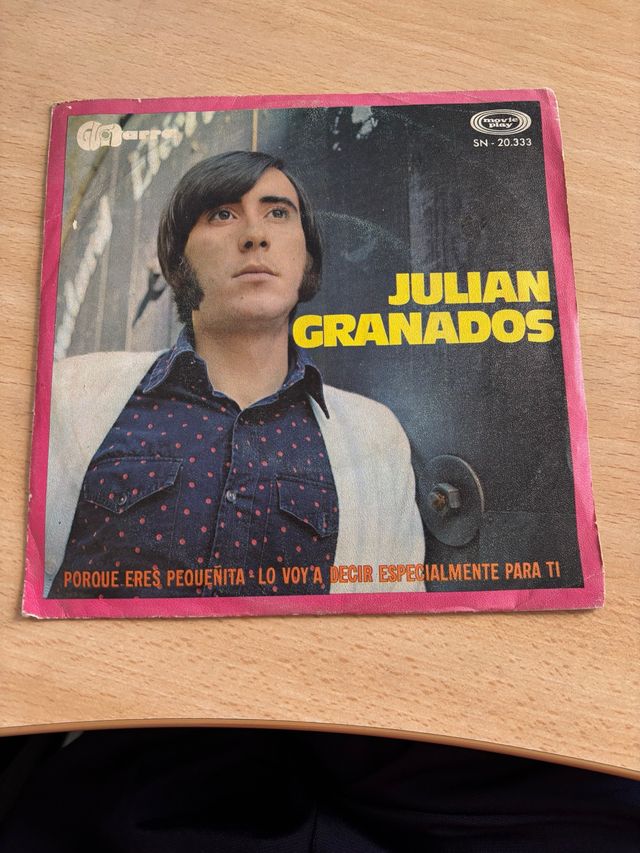 Guitarra
movie
play
SN - 20.333
JULIAN
GRANADOS
PORQUE ERES PEQUEÑITA - LO VOY A DECIR ESPECIALMENTE PARA TI